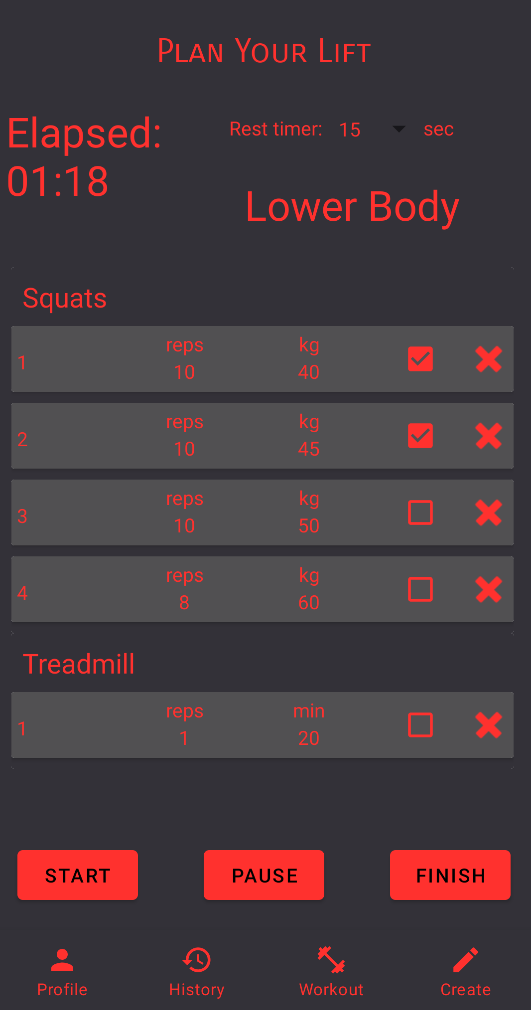 Plan Your Lift
Elapsed:
01:18
Rest timer: 15 sec
Lower Body
Squats
reps kg
1 10 40
reps kg
2 10 45
reps kg
3 10 50
reps kg
4 8 60
Treadmill
reps min
1 1 20
START PAUSE FINISH
Profile History Workout Create